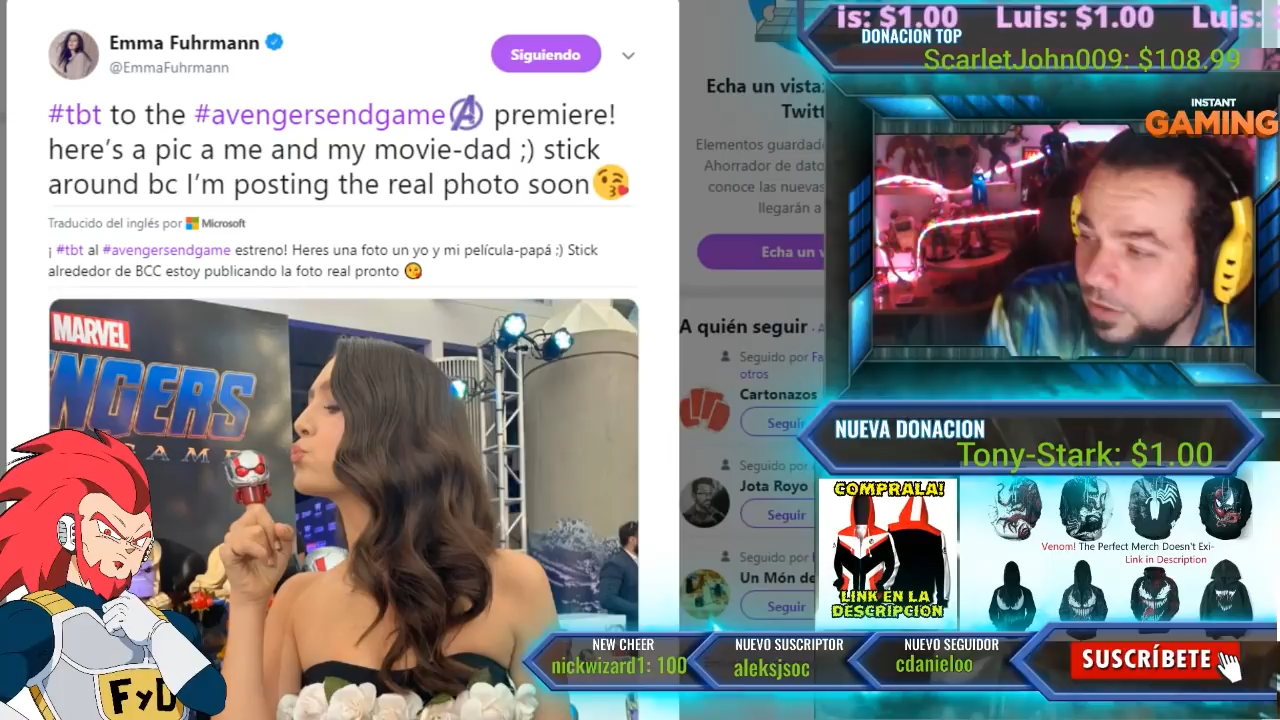 Emma Fuhrmann
@EmmaFuhrmann
Siguiendo
#tbt to the #avengersendgame premiere!
here's a pic a me and my movie-dad ;) stick
around bc I'm posting the real photo soon
Traducido del inglés por Microsoft
¡ #tbt al #avengersendgame estreno! Heres una foto un yo y mi película-papá ;) Stick
alrededor de BCC estoy publicando la foto real pronto
MARVEL
ENGERS
GAME
FyD
Echa un vista
Twitt
Elementos guardad
Ahorrador de dato
conoce las nuevas
llegarán a
Echa un v
A quién seguir · A
Seguido por Fa
otros
Cartonazos
Seguir
Seguido por
Jota Royo
Seguir
Seguido por
Un Món de
Seguir
is: $1.00 Luis: $1.00 Luis:
DONACION TOP
ScarletJohn009: $108.99
INSTANT
GAMING
NUEVA DONACION
Tony-Stark: $1.00
COMPRALA!
LINK EN LA
DESCRIPCION
Venom! The Perfect Merch Doesn't Exi-
Link in Description
NEW CHEER
nickwizard1: 100
NUEVO SUSCRIPTOR
aleksjsoc
NUEVO SEGUIDOR
cdanieloo
SUSCRÍBETE